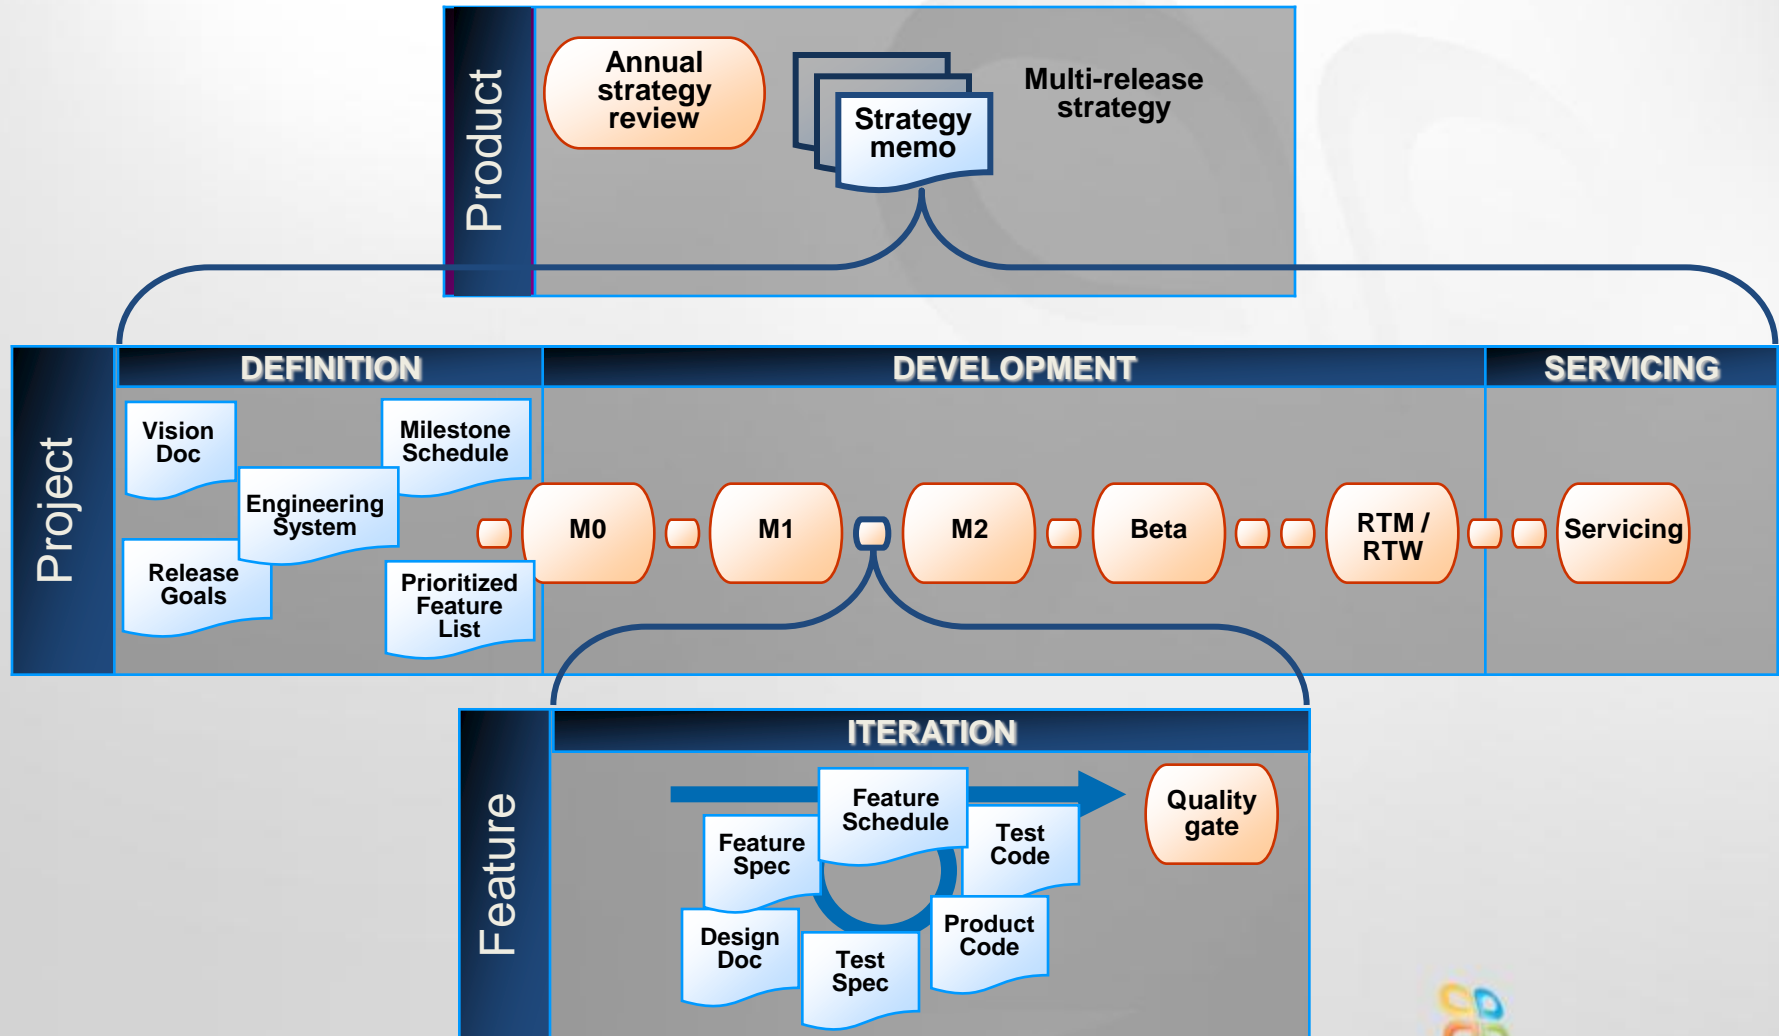 Product
Annual
strategy
review
Strategy
memo
Multi-release
strategy
Project
DEFINITION
DEVELOPMENT
SERVICING
Vision
Doc
Milestone
Schedule
Engineering
System
Release
Goals
Prioritized
Feature
List
M0
M1
M2
Beta
RTM /
RTW
Servicing
Feature
ITERATION
Feature
Schedule
Feature
Spec
Test
Code
Design
Doc
Test
Spec
Product
Code
Quality
gate